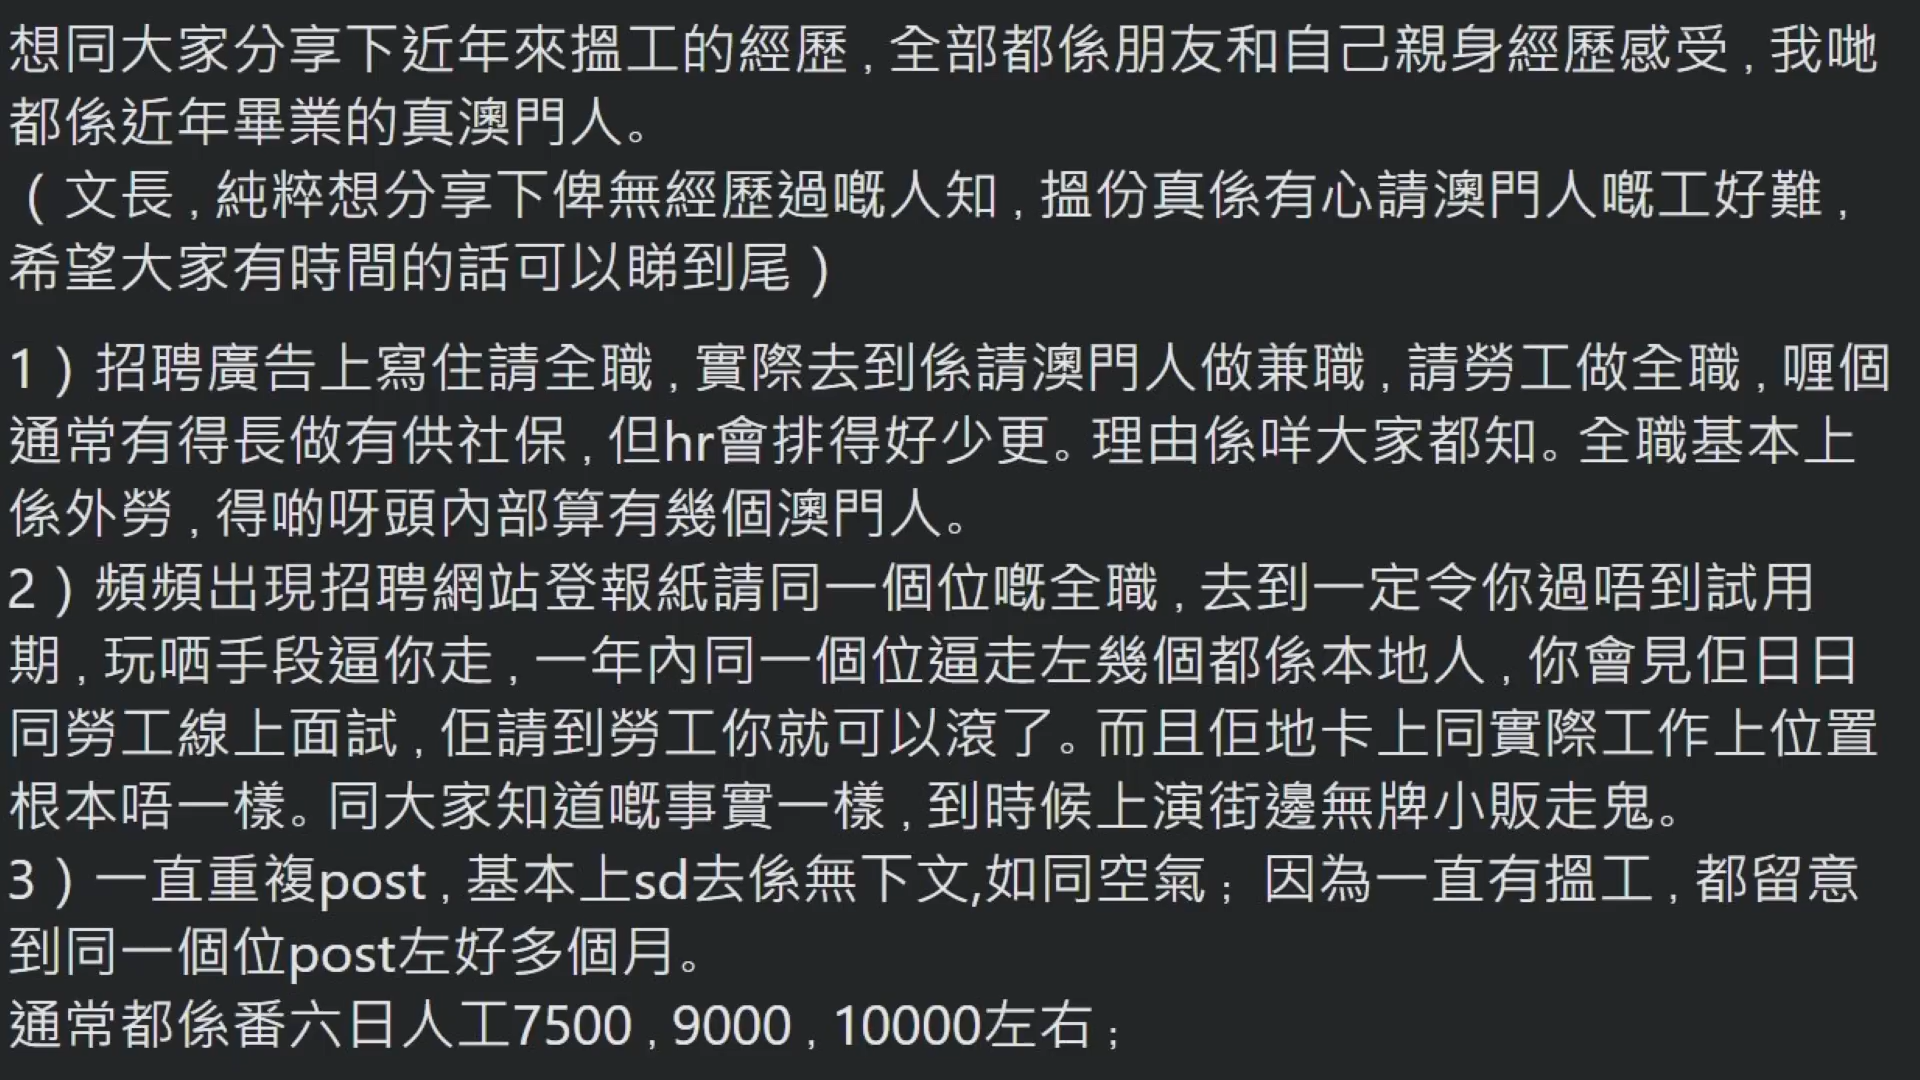 想同大家分享下近年來搵工的經歷，全部都係朋友和自己親身經歷感受，我哋
都係近年畢業的真澳門人。
（文長，純粹想分享下俾無經歷過嘅人知，搵份真係有心請澳門人嘅工好難，
希望大家有時間的話可以睇到尾）
1）招聘廣告上寫住請全職，實際去到係請澳門人做兼職，請勞工做全職，喱個
通常有得長做有供社保，但hr會排得好少更。理由係咩大家都知。全職基本上
係外勞，得啲呀頭內部算有幾個澳門人。
2）頻頻出現招聘網站登報紙請同一個位嘅全職，去到一定令你過唔到試用
期，玩哂手段逼你走，一年內同一個位逼走左幾個都係本地人，你會見佢日日
同勞工線上面試，佢請到勞工你就可以滾了。而且佢地卡上同實際工作上位置
根本唔一樣。同大家知道嘅事實一樣，到時候上演街邊無牌小販走鬼。
3）一直重複post，基本上sd去係無下文,如同空氣；因為一直有搵工，都留意
到同一個位post左好多個月。
通常都係番六日人工7500，9000，10000左右；